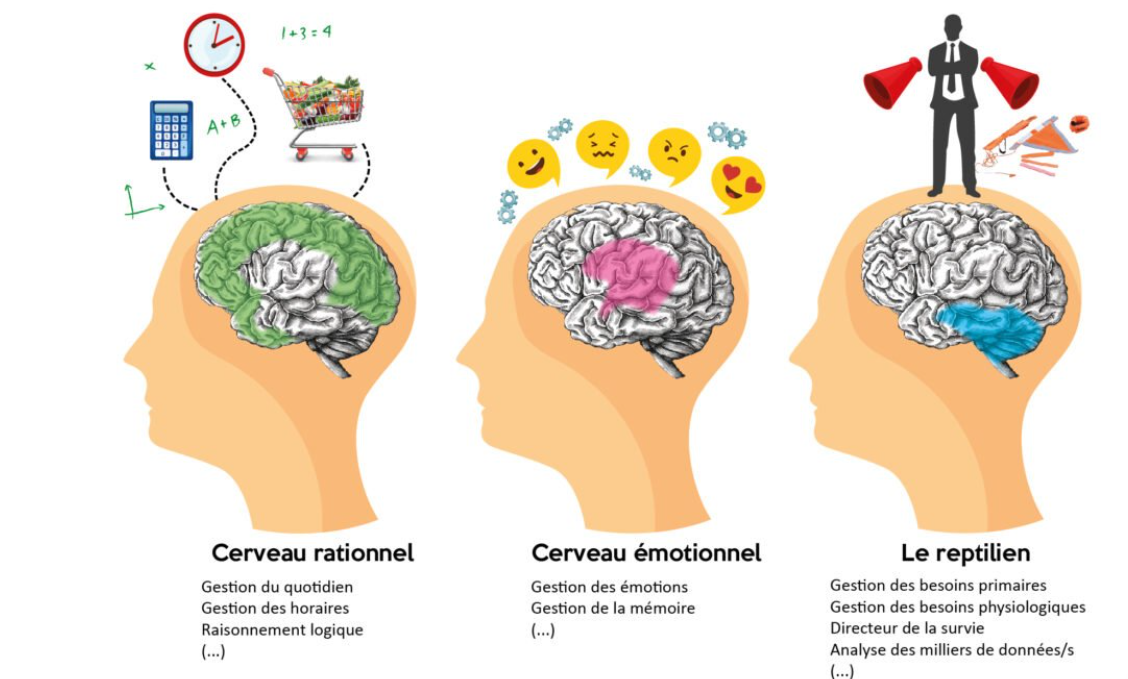 1+3=4
x
A+B
Cerveau rationnel
Gestion du quotidien
Gestion des horaires
Raisonnement logique
(...)
Cerveau émotionnel
Gestion des émotions
Gestion de la mémoire
(...)
Le reptilien
Gestion des besoins primaires
Gestion des besoins physiologiques
Directeur de la survie
Analyse des milliers de données/s
(...)